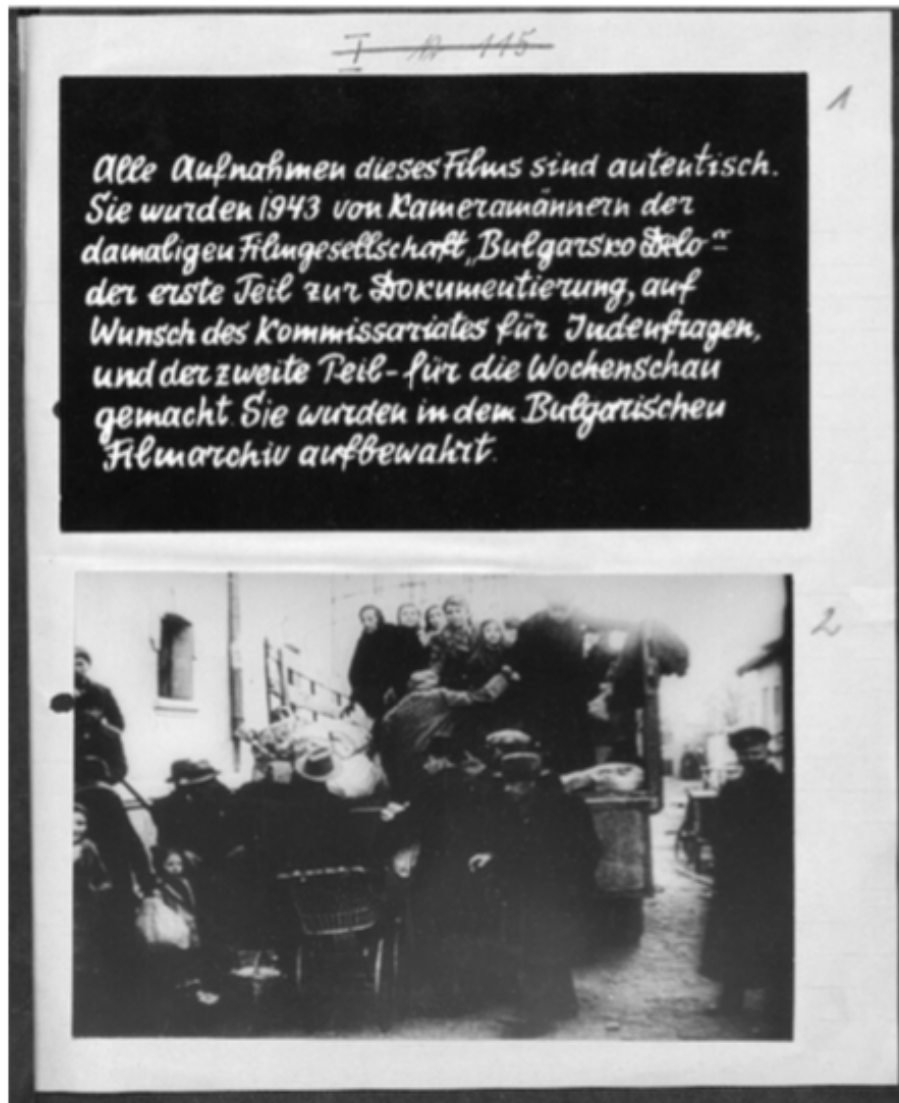 I B 115
1
Alle Aufnahmen dieses Films sind autentisch.
Sie wurden 1943 von Kameramännern der
damaligen Filmgesellschaft „Bulgarsko Delo“
der erste Teil zur Dokumentierung, auf
Wunsch des Kommissariates für Judenfragen,
und der zweite Teil - für die Wochenschau
gemacht. Sie wurden in dem Bulgarischen
Filmarchiv aufbewahrt.
2